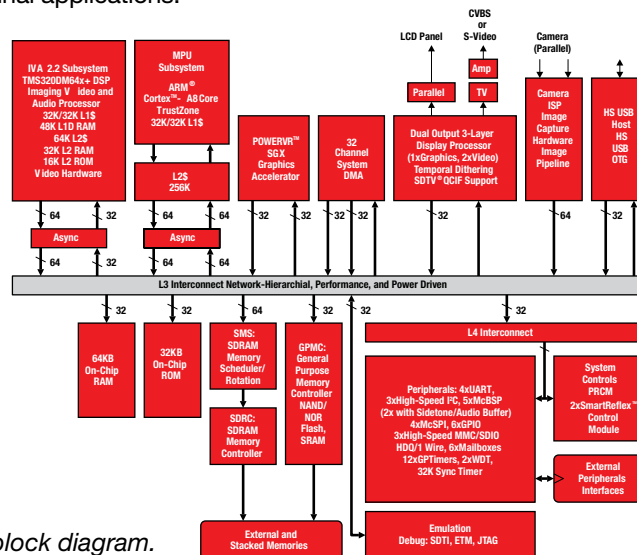 nal applications.
CVBS
or
S-Video
LCD Panel
Camera
(Parallel)
Amp
Parallel
TV
IVA 2.2 Subsystem
TMS320DM64x+ DSP
Imaging V ideo and
Audio Processor
32K/32K L1$
48K L1D RAM
64K L2$
32K L2 RAM
16K L2 ROM
Video Hardware
MPU
Subsystem
ARM®
Cortex™- A8 Core
TrustZone
32K/32K L1$
L2$
256K
POWERVR™
SGX
Graphics
Accelerator
32
Channel
System
DMA
Dual Output 3-Layer
Display Processor
(1xGraphics, 2xVideo)
Temporal Dithering
SDTV®QCIF Support
Camera
ISP
Image
Capture
Hardware
Image
Pipeline
HS USB
Host
HS
USB
OTG
64
32
64
64
32
32
32
32
32
64
32
Async
Async
64
32
64
64
L3 Interconnect Network-Hierarchial, Performance, and Power Driven
32
32
64
32
32
32
64KB
On-Chip
RAM
32KB
On-Chip
ROM
SMS:
SDRAM
Memory
Scheduler/
Rotation
SDRC:
SDRAM
Memory
Controller
GPMC:
General
Purpose
Memory
Controller
NAND/
NOR
Flash,
SRAM
L4 Interconnect
Peripherals: 4xUART,
3xHigh-Speed I²C, 5xMcBSP
(2x with Sidetone/Audio Buffer)
4xMcSPI, 6xGPIO
3xHigh-Speed MMC/SDIO
HDQ/1 Wire, 6xMailboxes
12xGPTimers, 2xWDT,
32K Sync Timer
System
Controls
PRCM
2xSmartReflex™
Control
Module
External
Peripherals
Interfaces
External and
Stacked Memories
Emulation
Debug: SDTI, ETM, JTAG
block diagram.